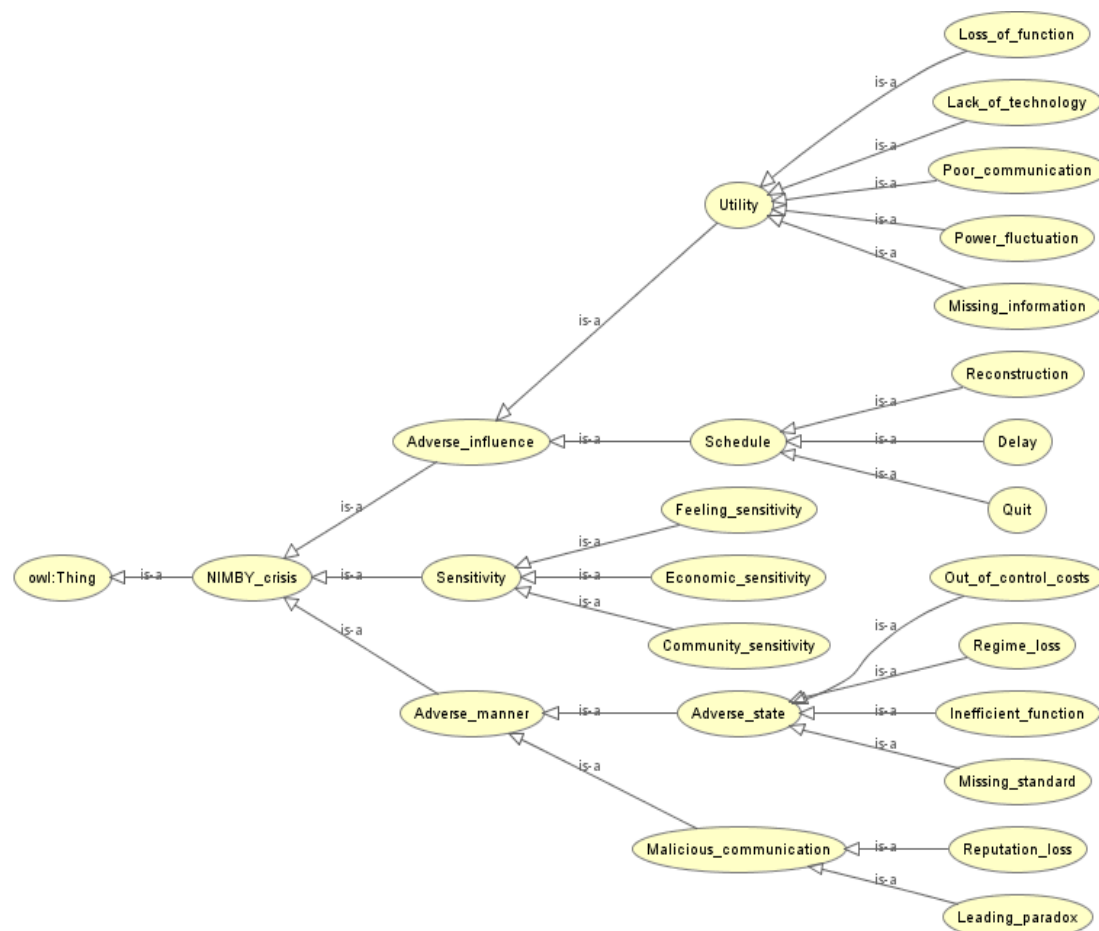 Loss_of_function
is-a
Lack_of_technology
is-a
Poor_communication
is-a
Utility
is-a
Power_fluctuation
is-a
Missing_information
is-a
Reconstruction
is-a
Adverse_influence
is-a
Schedule
is-a
Delay
is-a
Quit
is-a
Feeling_sensitivity
is-a
owl:Thing
is-a
NIMBY_crisis
is-a
Sensitivity
is-a
Economic_sensitivity
Out_of_control_costs
is-a
Community_sensitivity
is-a
is-a
Regime_loss
is-a
Adverse_manner
is-a
Adverse_state
is-a
Inefficient_function
is-a
Missing_standard
is-a
Malicious_communication
is-a
Reputation_loss
is-a
Leading_paradox